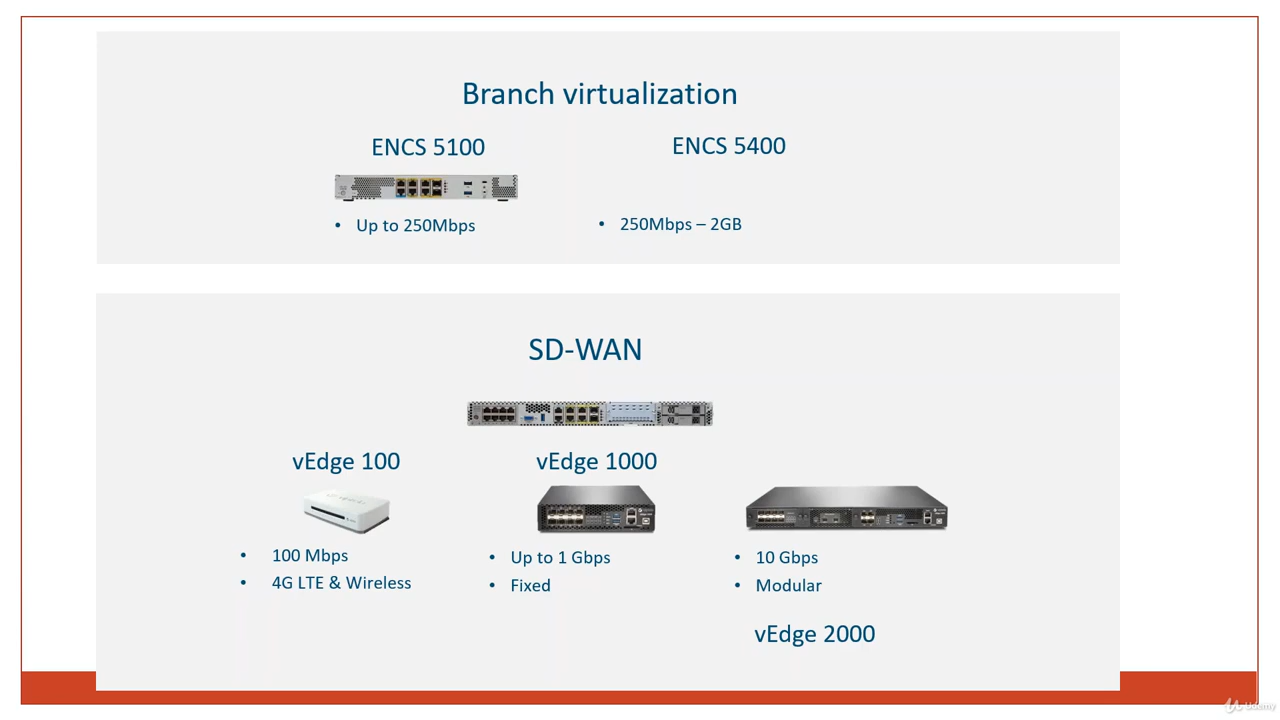 Branch virtualization
ENCS 5100
ENCS 5400
• Up to 250Mbps
• 250Mbps – 2GB
SD-WAN
vEdge 100
vEdge 1000
• 100 Mbps
• 4G LTE & Wireless
• Up to 1 Gbps
• Fixed
• 10 Gbps
• Modular
vEdge 2000
Udemy